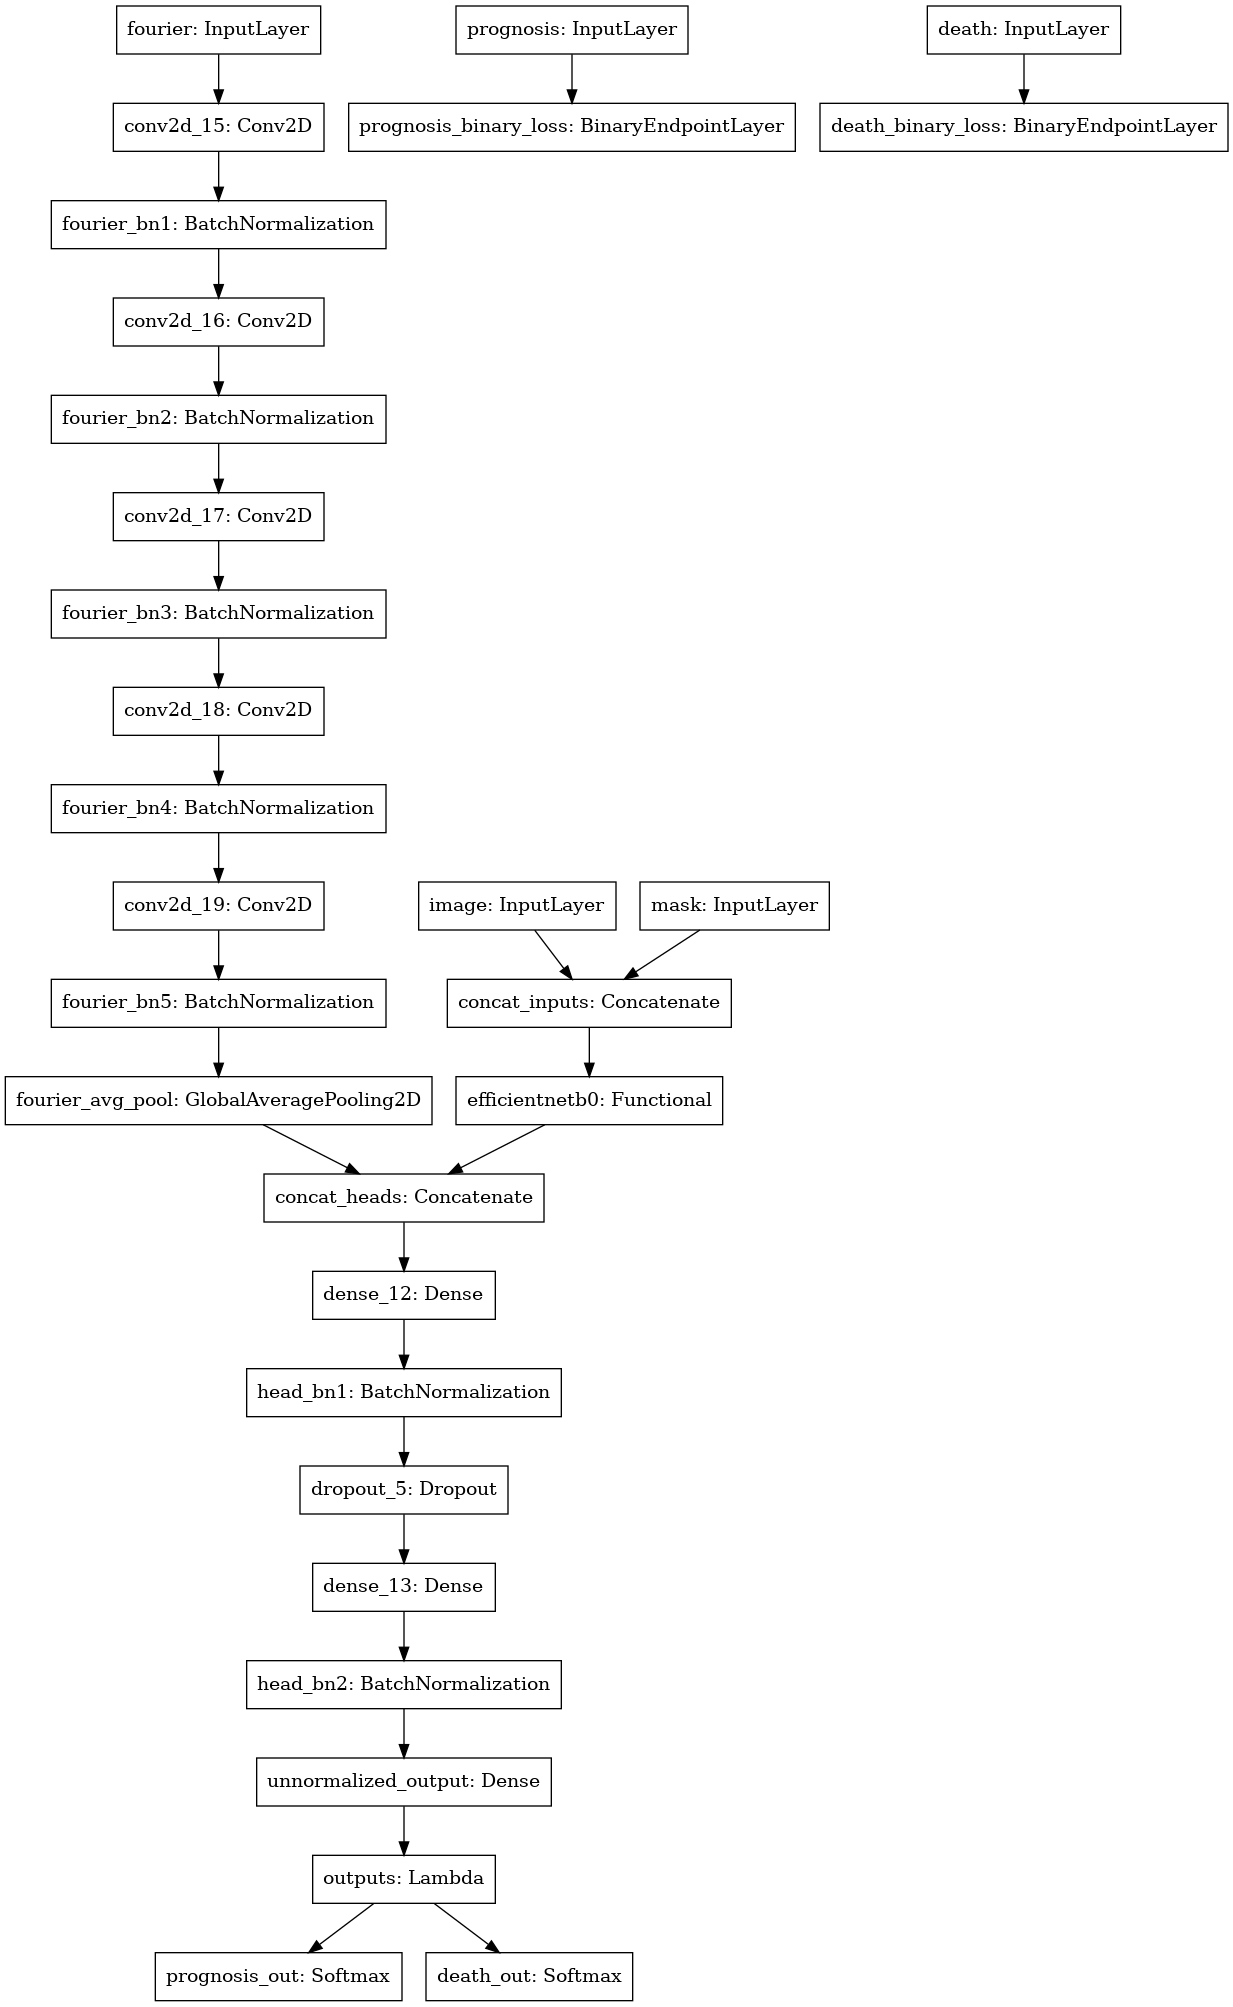 fourier: InputLayer
prognosis: InputLayer
death: InputLayer
conv2d_15: Conv2D
prognosis_binary_loss: BinaryEndpointLayer
death_binary_loss: BinaryEndpointLayer
fourier_bn1: BatchNormalization
conv2d_16: Conv2D
fourier_bn2: BatchNormalization
conv2d_17: Conv2D
fourier_bn3: BatchNormalization
conv2d_18: Conv2D
fourier_bn4: BatchNormalization
conv2d_19: Conv2D
image: InputLayer
mask: InputLayer
fourier_bn5: BatchNormalization
concat_inputs: Concatenate
fourier_avg_pool: GlobalAveragePooling2D
efficientnetb0: Functional
concat_heads: Concatenate
dense_12: Dense
head_bn1: BatchNormalization
dropout_5: Dropout
dense_13: Dense
head_bn2: BatchNormalization
unnormalized_output: Dense
outputs: Lambda
prognosis_out: Softmax
death_out: Softmax